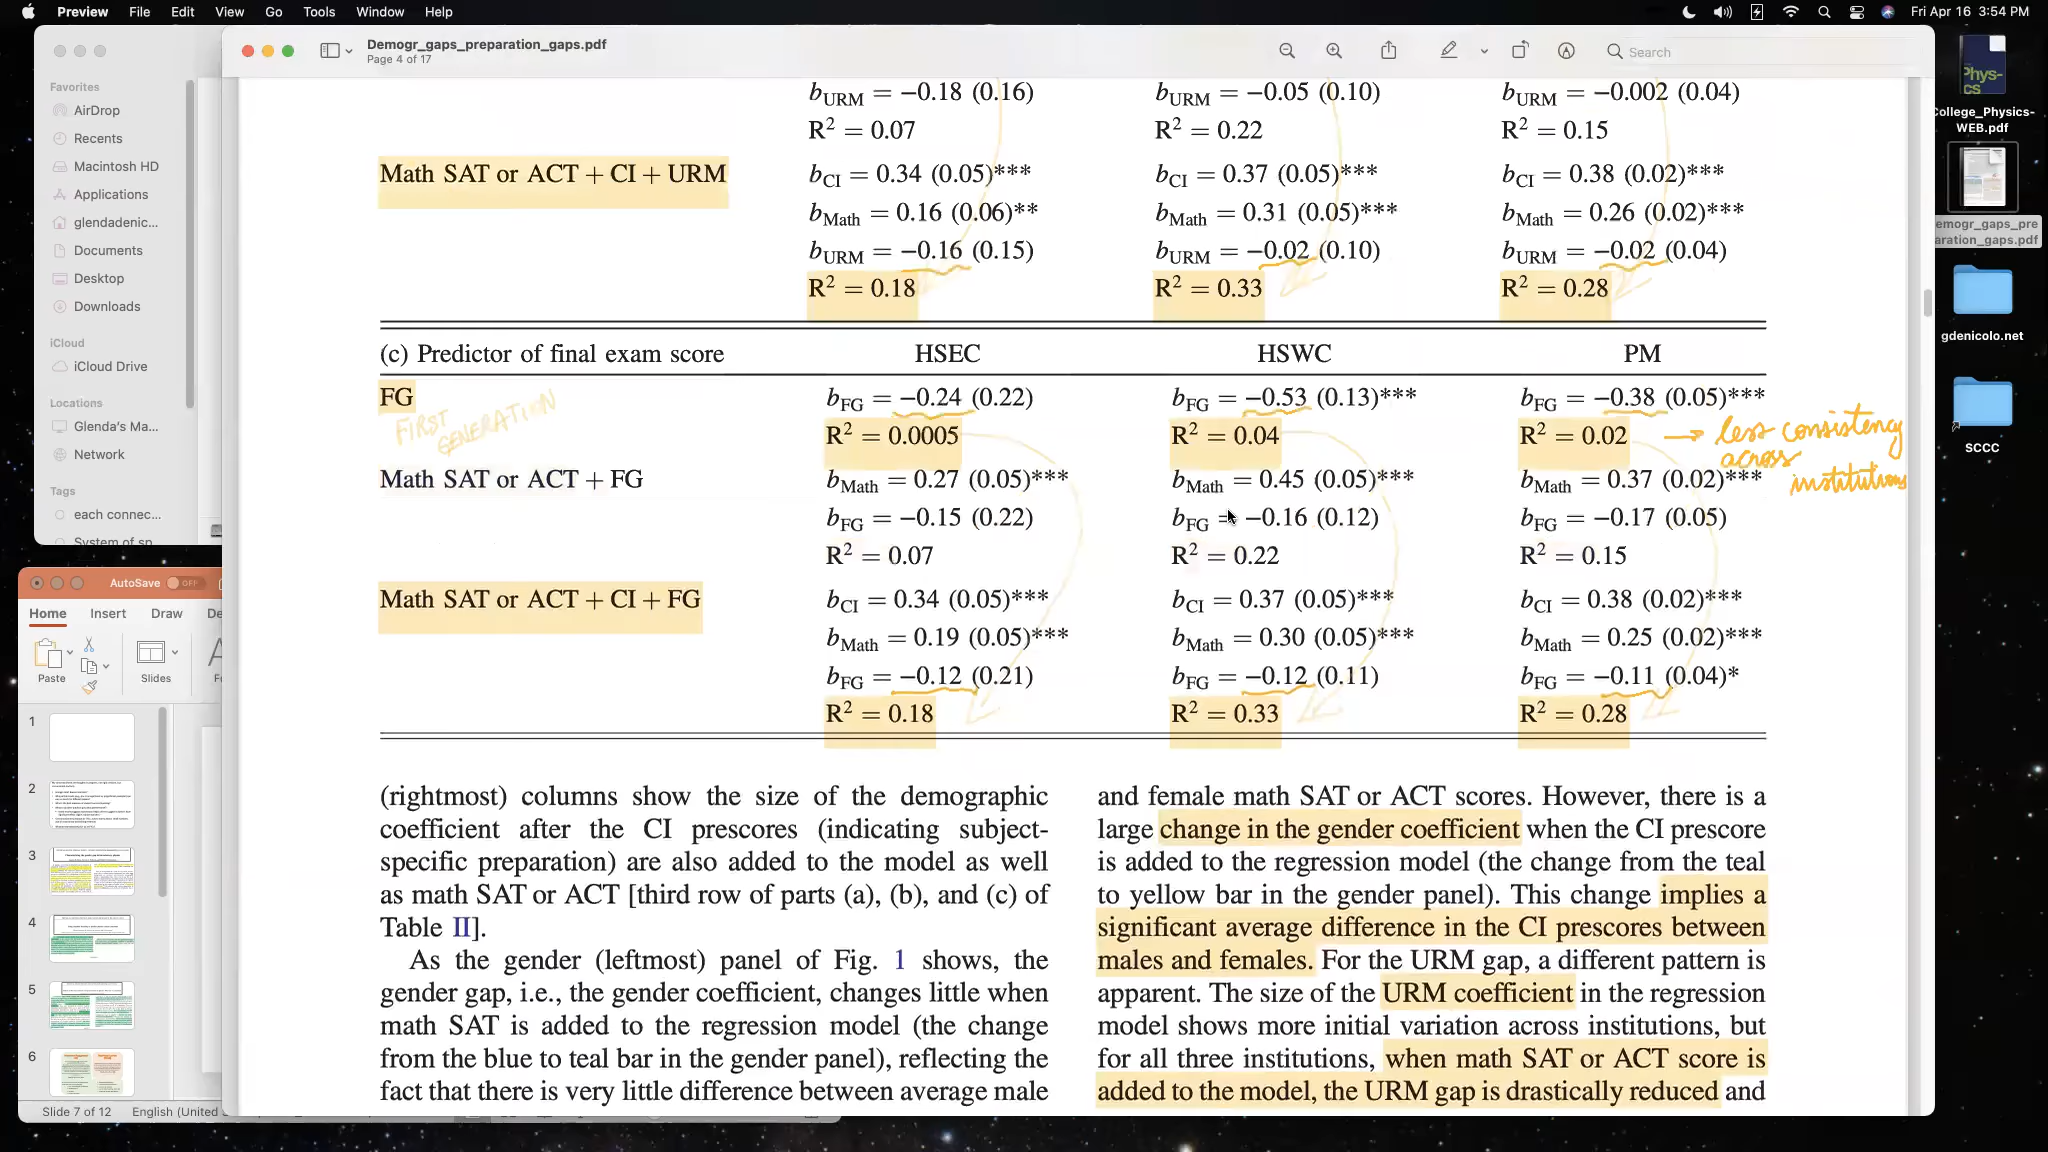 Preview File Edit View Go Tools Window Help
Fri Apr 16 3:54 PM
Demogr_gaps_preparation_gaps.pdf
Page 4 of 17
Search
Favorites
AirDrop
Recents
Macintosh HD
Applications
glendadenic...
Documents
Desktop
Downloads
iCloud
iCloud Drive
Locations
Glenda's Ma...
Network
Tags
each connec...
System of sp
AutoSave OFF
Home Insert Draw De
Paste
Slides
1
2
3
4
5
6
Slide 7 of 12 English (United
b_URM = −0.18 (0.16) b_URM = −0.05 (0.10) b_URM = −0.002 (0.04)
R² = 0.07 R² = 0.22 R² = 0.15
Math SAT or ACT + CI + URM b_CI = 0.34 (0.05)*** b_CI = 0.37 (0.05)*** b_CI = 0.38 (0.02)***
b_Math = 0.16 (0.06)** b_Math = 0.31 (0.05)*** b_Math = 0.26 (0.02)***
b_URM = −0.16 (0.15) b_URM = −0.02 (0.10) b_URM = −0.02 (0.04)
R² = 0.18 R² = 0.33 R² = 0.28
(c) Predictor of final exam score HSEC HSWC PM
FG b_FG = −0.24 (0.22) b_FG = −0.53 (0.13)*** b_FG = −0.38 (0.05)***
FIRST
GENERATION
R² = 0.0005 R² = 0.04 R² = 0.02
less consistency
across
institutions
Math SAT or ACT + FG b_Math = 0.27 (0.05)*** b_Math = 0.45 (0.05)*** b_Math = 0.37 (0.02)***
b_FG = −0.15 (0.22) b_FG = −0.16 (0.12) b_FG = −0.17 (0.05)
R² = 0.07 R² = 0.22 R² = 0.15
Math SAT or ACT + CI + FG b_CI = 0.34 (0.05)*** b_CI = 0.37 (0.05)*** b_CI = 0.38 (0.02)***
b_Math = 0.19 (0.05)*** b_Math = 0.30 (0.05)*** b_Math = 0.25 (0.02)***
b_FG = −0.12 (0.21) b_FG = −0.12 (0.11) b_FG = −0.11 (0.04)*
R² = 0.18 R² = 0.33 R² = 0.28
(rightmost) columns show the size of the demographic
coefficient after the CI prescores (indicating subject-
specific preparation) are also added to the model as well
as math SAT or ACT [third row of parts (a), (b), and (c) of
Table II].
As the gender (leftmost) panel of Fig. 1 shows, the
gender gap, i.e., the gender coefficient, changes little when
math SAT is added to the regression model (the change
from the blue to teal bar in the gender panel), reflecting the
fact that there is very little difference between average male
and female math SAT or ACT scores. However, there is a
large change in the gender coefficient when the CI prescore
is added to the regression model (the change from the teal
to yellow bar in the gender panel). This change implies a
significant average difference in the CI prescores between
males and females. For the URM gap, a different pattern is
apparent. The size of the URM coefficient in the regression
model shows more initial variation across institutions, but
for all three institutions, when math SAT or ACT score is
added to the model, the URM gap is drastically reduced and
Phys-
cs
College_Physics-
WEB.pdf
emogr_gaps_pre
aration_gaps.pdf
gdenicolo.net
SCCC